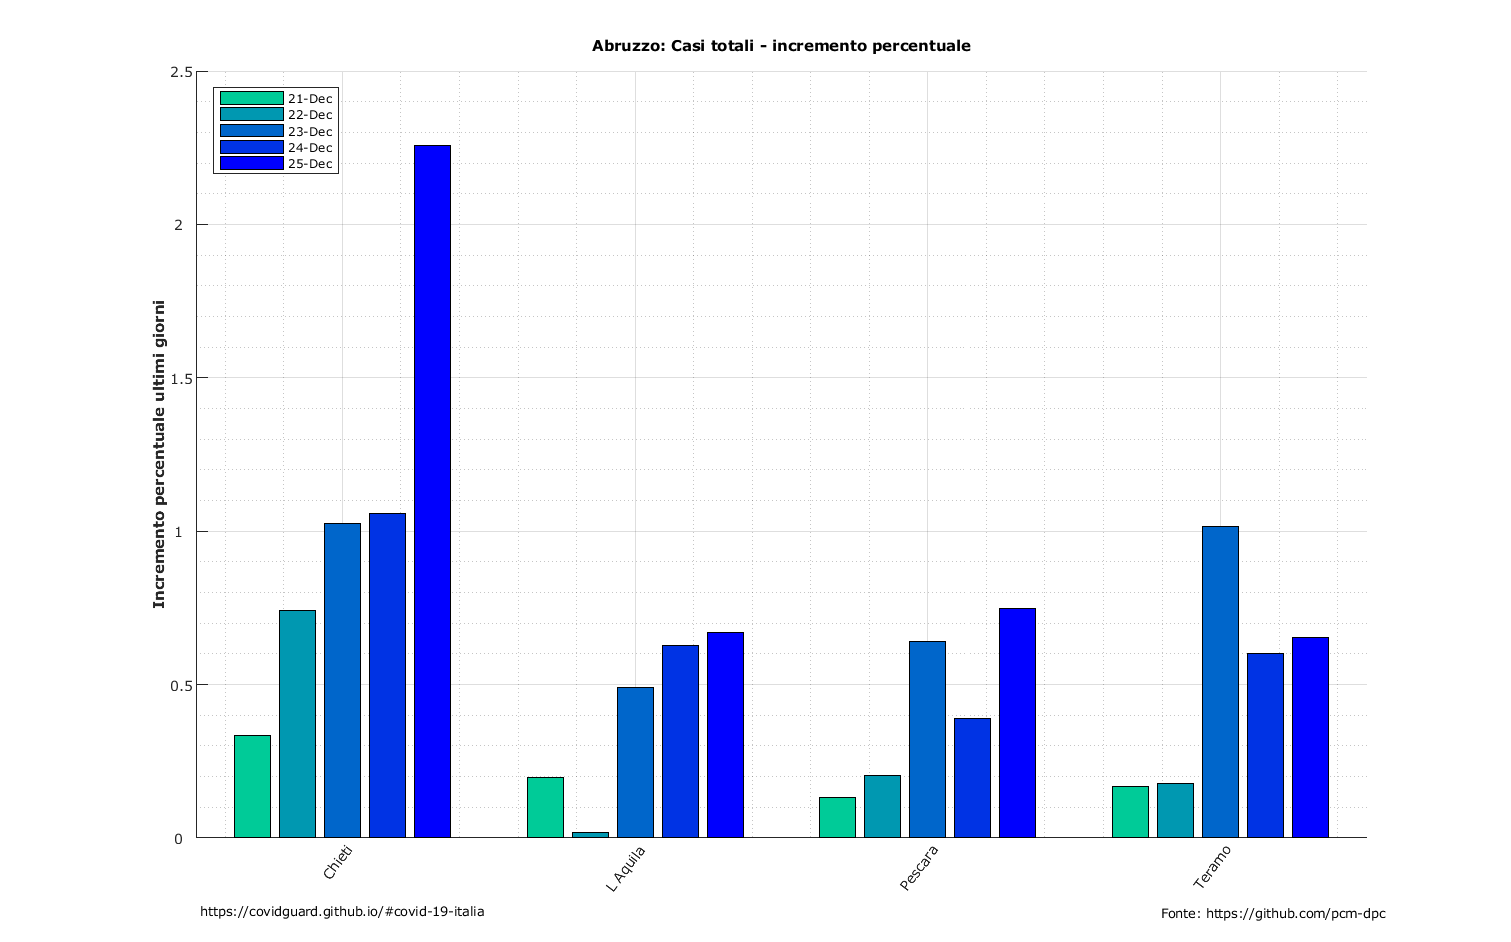 Abruzzo: Casi totali - incremento percentuale
2.5
21-Dec
22-Dec
23-Dec
24-Dec
25-Dec
2
1.5
1
0.5
0
Incremento percentuale ultimi giorni
Chieti
L Aquila
Pescara
Teramo
https://covidguard.github.io/#covid-19-italia
Fonte: https://github.com/pcm-dpc